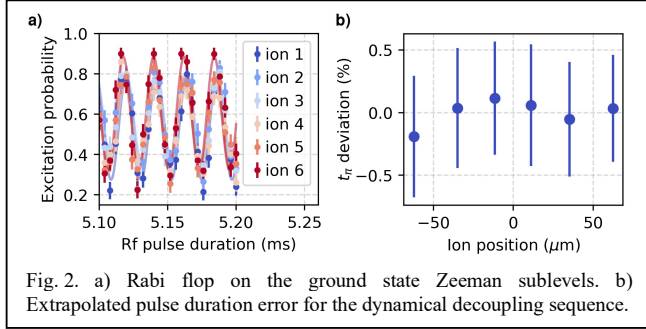 a)
Excitation probability
1.0
0.8
0.6
0.4
0.2
5.10
5.15
5.20
5.25
Rf pulse duration (ms)
ion 1
ion 2
ion 3
ion 4
ion 5
ion 6
b)
tπ deviation (%)
0.5
0.0
−0.5
−50
0
50
Ion position (μm)
Fig. 2. a) Rabi flop on the ground state Zeeman sublevels. b)
Extrapolated pulse duration error for the dynamical decoupling sequence.